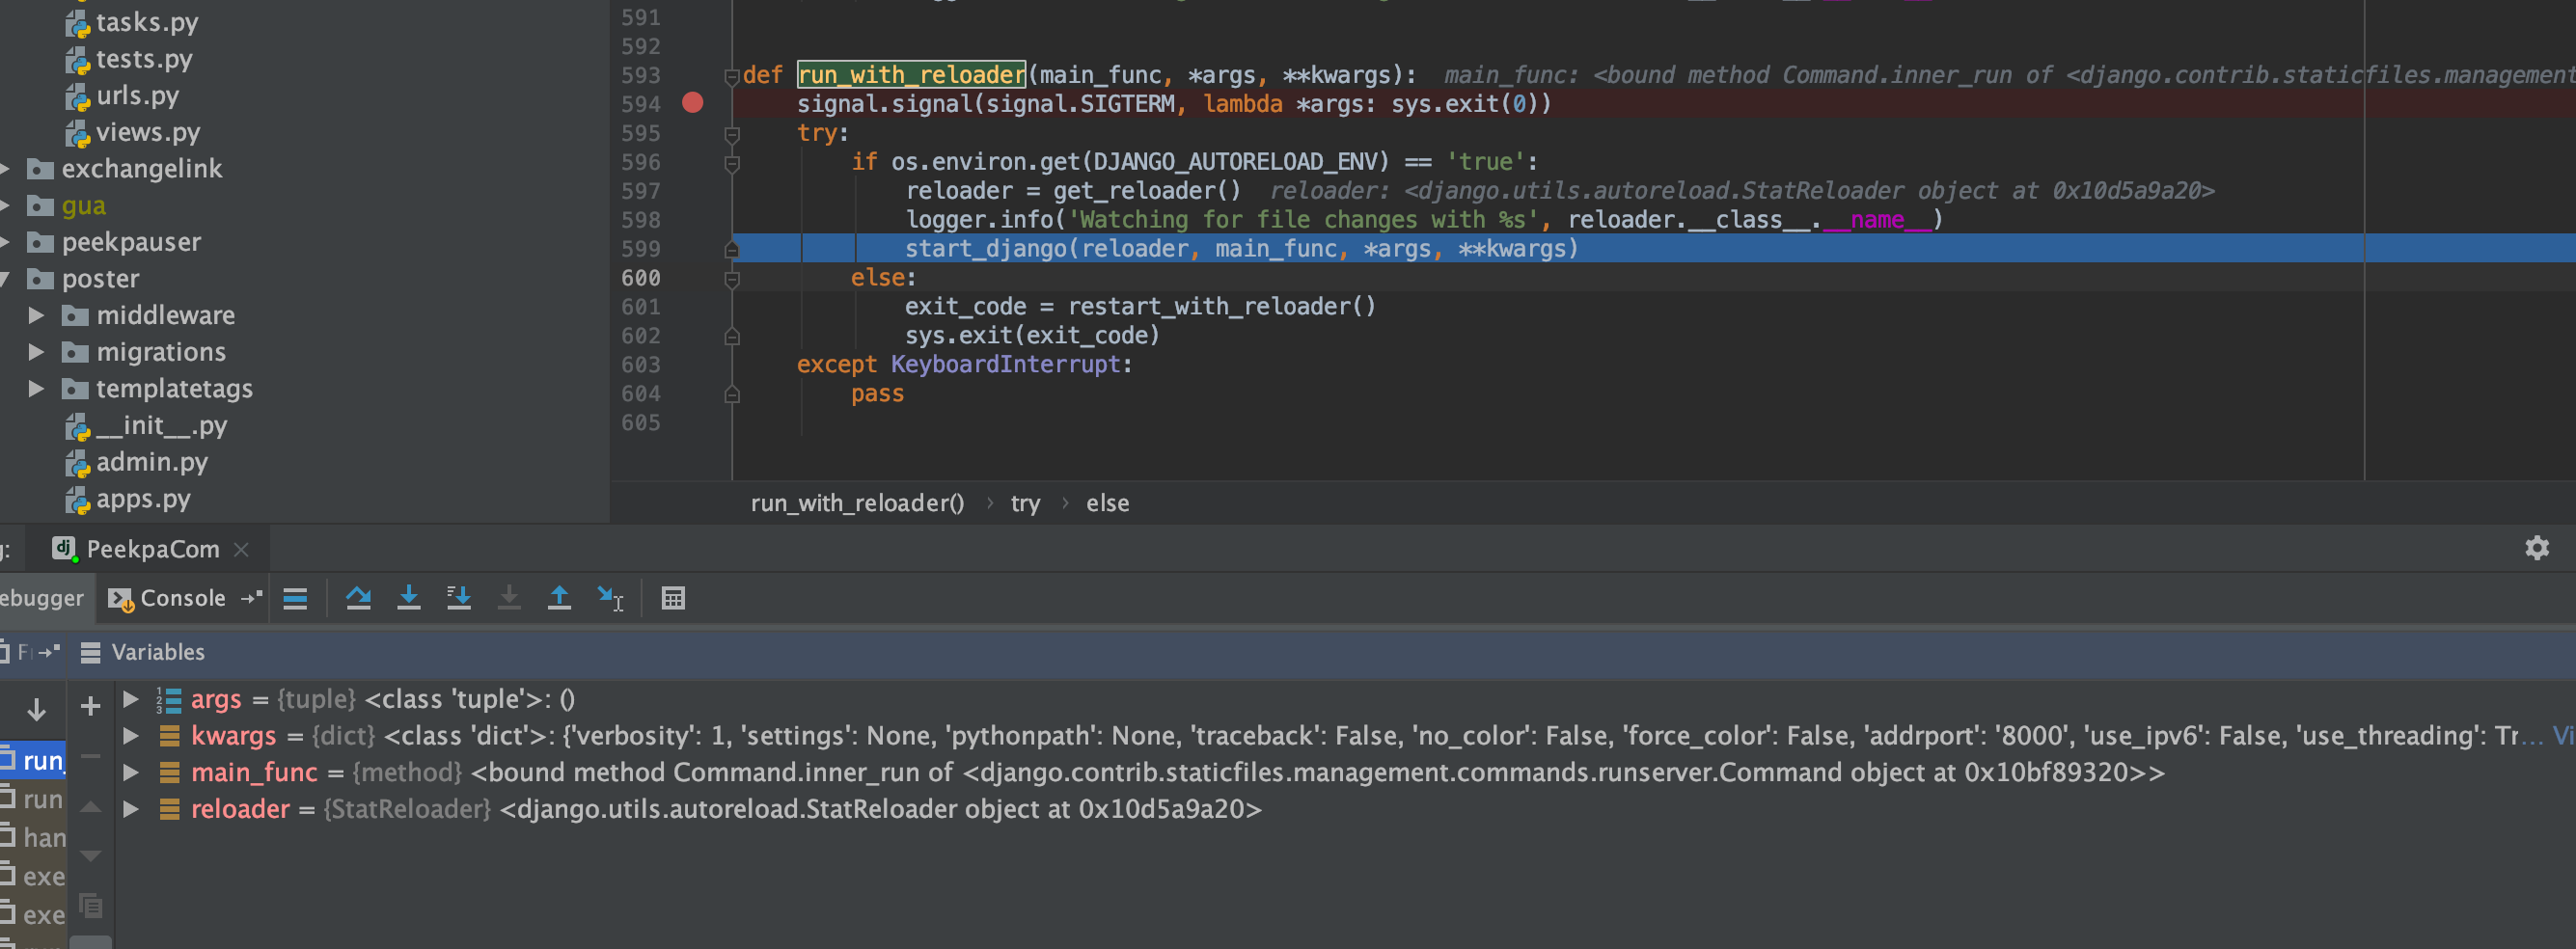 tasks.py
tests.py
urls.py
views.py
exchangelink
gua
peekpauser
poster
middleware
migrations
templatetags
__init__.py
admin.py
apps.py
591
592
593 def run_with_reloader(main_func, *args, **kwargs): main_func: <bound method Command.inner_run of <django.contrib.staticfiles.management
594 signal.signal(signal.SIGTERM, lambda *args: sys.exit(0))
595 try:
596 if os.environ.get(DJANGO_AUTORELOAD_ENV) == 'true':
597 reloader = get_reloader() reloader: <django.utils.autoreload.StatReloader object at 0x10d5a9a20>
598 logger.info('Watching for file changes with %s', reloader.__class__.__name__)
599 start_django(reloader, main_func, *args, **kwargs)
600 else:
601 exit_code = restart_with_reloader()
602 sys.exit(exit_code)
603 except KeyboardInterrupt:
604 pass
605
run_with_reloader() › try › else
g: PeekpaCom ×
ebugger Console
Variables
args = {tuple} <class 'tuple'>: ()
kwargs = {dict} <class 'dict'>: {'verbosity': 1, 'settings': None, 'pythonpath': None, 'traceback': False, 'no_color': False, 'force_color': False, 'addrport': '8000', 'use_ipv6': False, 'use_threading': Tr... Vi
main_func = {method} <bound method Command.inner_run of <django.contrib.staticfiles.management.commands.runserver.Command object at 0x10bf89320>>
reloader = {StatReloader} <django.utils.autoreload.StatReloader object at 0x10d5a9a20>
run_
run
han
exe
exe